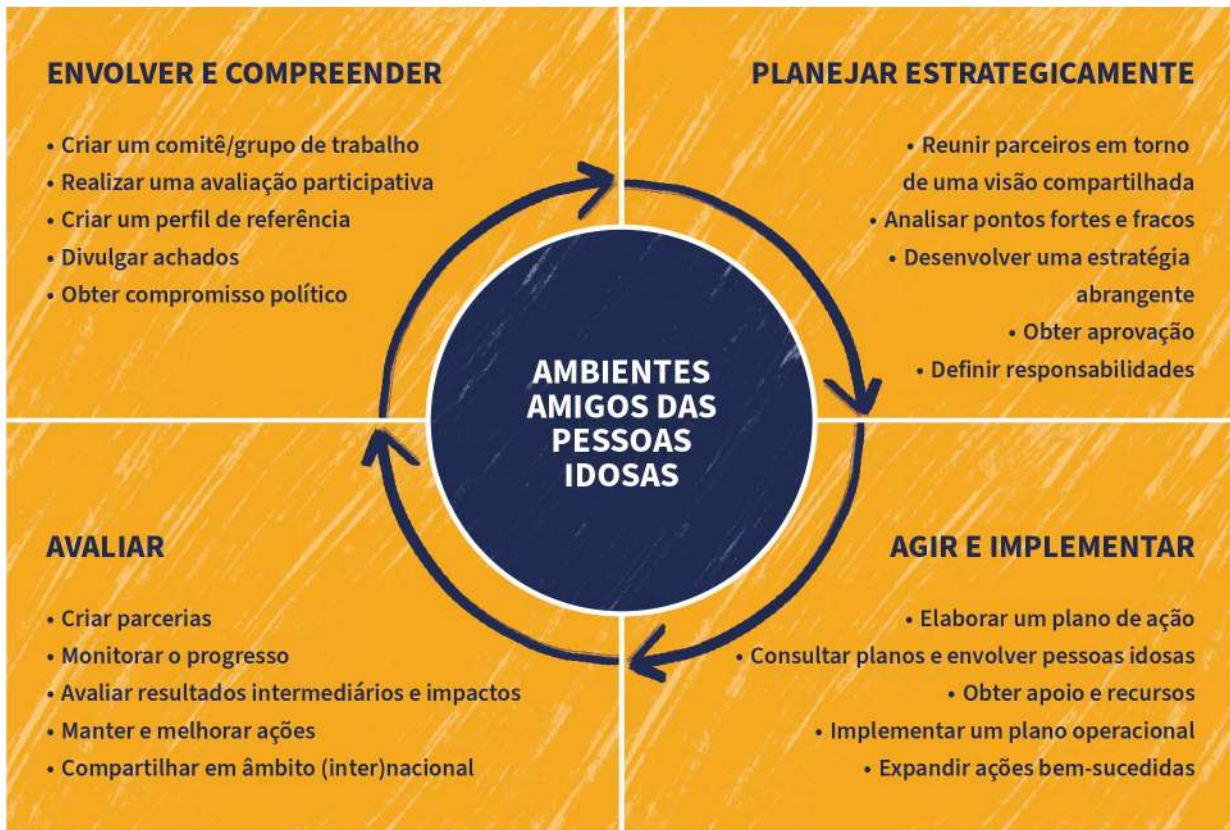 ENVOLVER E COMPREENDER
• Criar um comitê/grupo de trabalho
• Realizar uma avaliação participativa
• Criar um perfil de referência
• Divulgar achados
• Obter compromisso político
PLANEJAR ESTRATEGICAMENTE
• Reunir parceiros em torno
de uma visão compartilhada
• Analisar pontos fortes e fracos
• Desenvolver uma estratégia
abrangente
• Obter aprovação
• Definir responsabilidades
AMBIENTES
AMIGOS DAS
PESSOAS
IDOSAS
AVALIAR
• Criar parcerias
• Monitorar o progresso
• Avaliar resultados intermediários e impactos
• Manter e melhorar ações
• Compartilhar em âmbito (inter)nacional
AGIR E IMPLEMENTAR
• Elaborar um plano de ação
• Consultar planos e envolver pessoas idosas
• Obter apoio e recursos
• Implementar um plano operacional
• Expandir ações bem-sucedidas